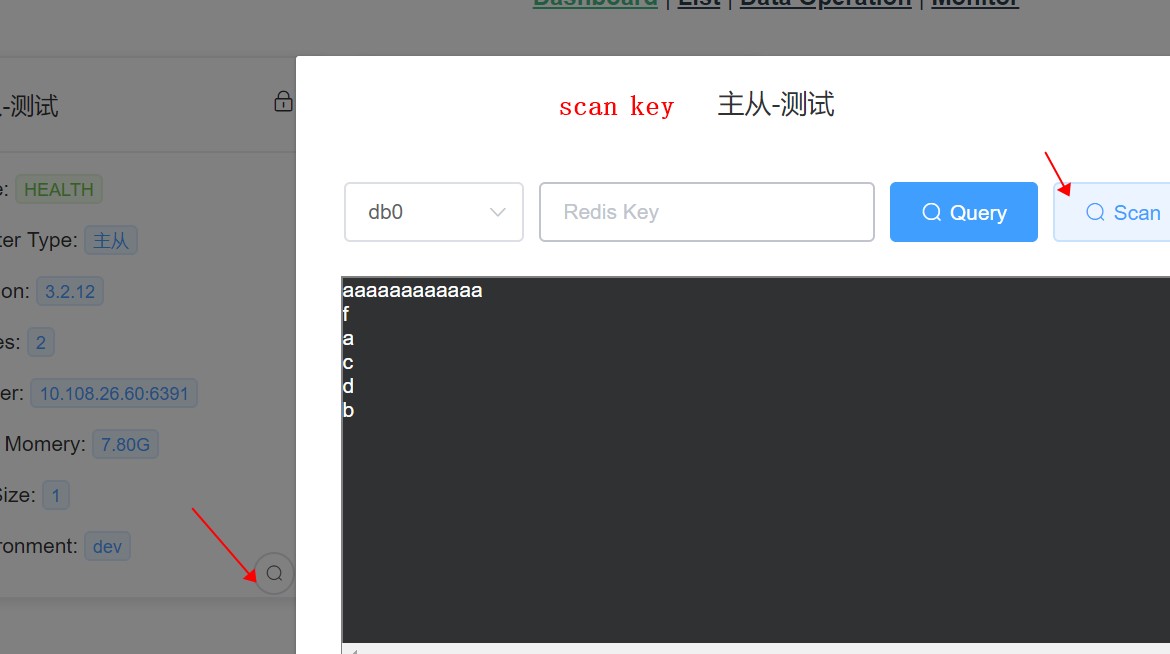 Dashboard | List | Data Operation | Monitor
-测试
scan key 主从-测试
e: HEALTH
db0 Redis Key Query Scan
ter Type: 主从
on: 3.2.12
es: 2
er: 10.108.26.60:6391
Momery: 7.80G
Size: 1
ronment: dev
aaaaaaaaaaaa
f
a
c
d
b